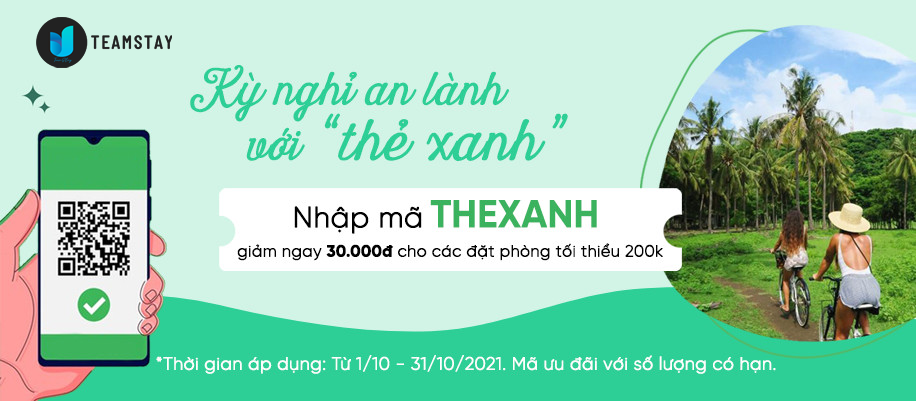 TEAMSTAY
Kỳ nghỉ an lành
với “thẻ xanh”
Nhập mã THEXANH
giảm ngay 30.000đ cho các đặt phòng tối thiểu 200k
*Thời gian áp dụng: Từ 1/10 - 31/10/2021. Mã ưu đãi với số lượng có hạn.